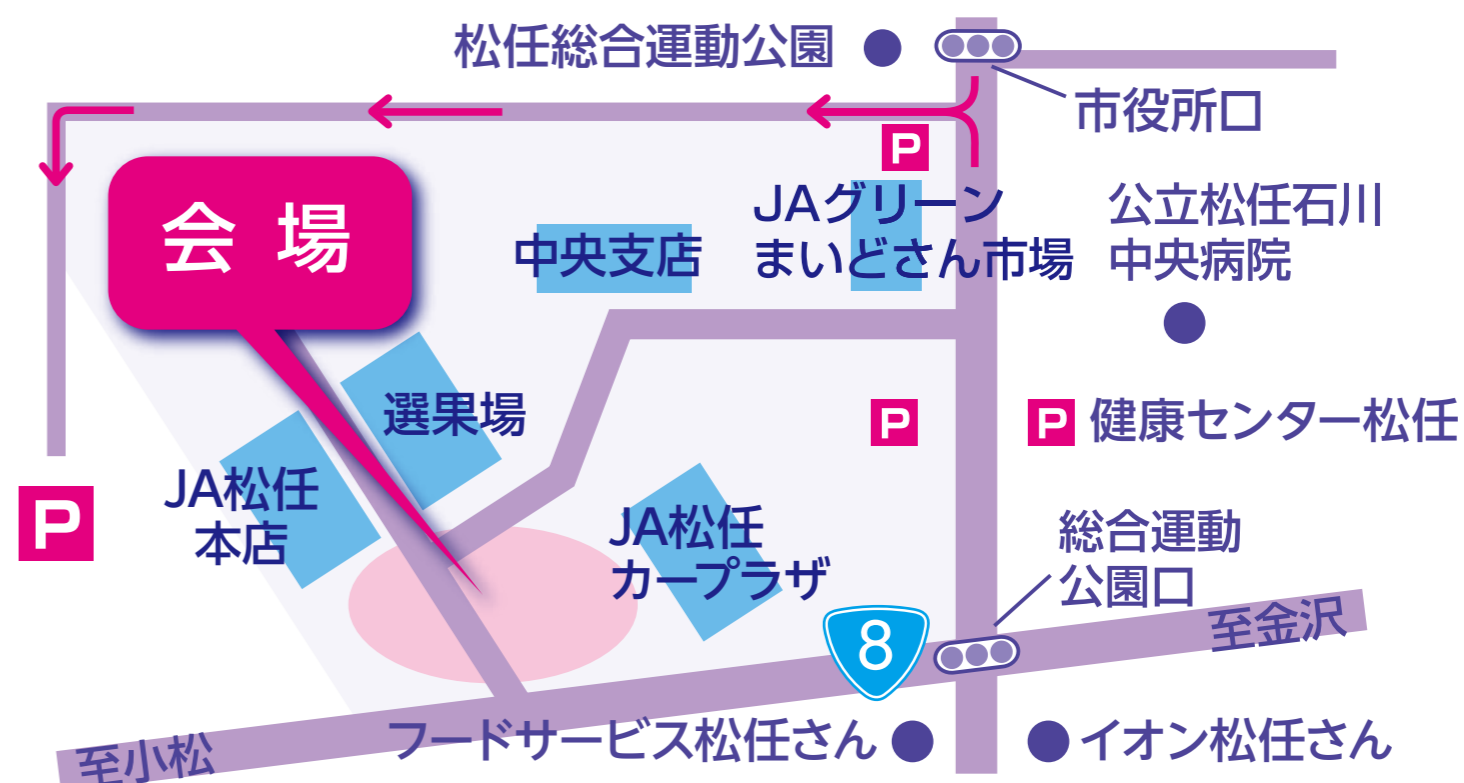 松任総合運動公園
市役所口
P
会場
JAグリーン
まいどさん市場
中央支店
公立松任石川
中央病院
選果場
P
P 健康センター松任
JA松任
本店
P
JA松任
カープラザ
総合運動
公園口
8
至金沢
至小松
フードサービス松任さん
イオン松任さん